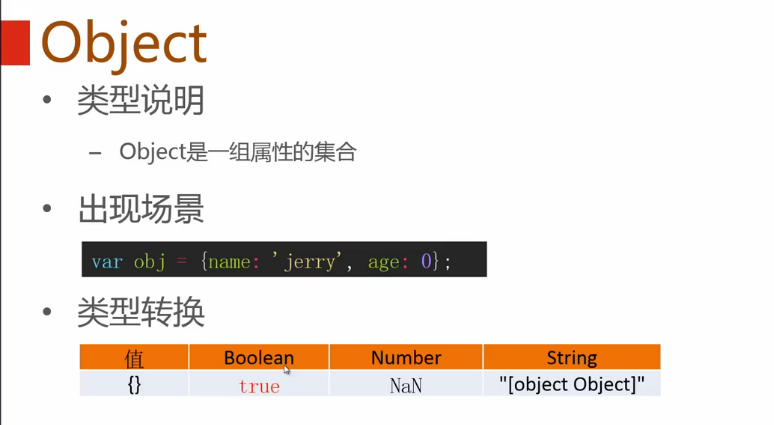 Object
• 类型说明
– Object是一组属性的集合
• 出现场景
var obj = {name: 'jerry', age: 0};
• 类型转换
值 Boolean Number String
{} true NaN "[object Object]"